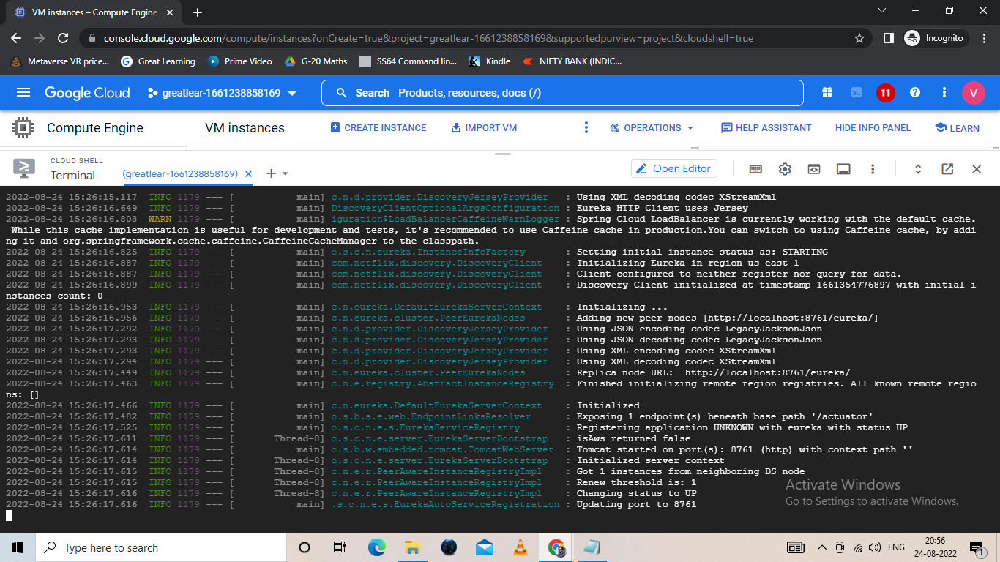 VM instances – Compute Engine
console.cloud.google.com/compute/instances?onCreate=true&project=greatlear-1661238858169&supportedpurview=project&cloudshell=true
Incognito
Metaverse VR price... Great Learning Prime Video G-20 Maths SS64 Command lin... Kindle NIFTY BANK (INDIC...
Google Cloud greatlear-1661238858169 Search Products, resources, docs (/) 11 V
Compute Engine VM instances CREATE INSTANCE IMPORT VM OPERATIONS HELP ASSISTANT HIDE INFO PANEL LEARN
CLOUD SHELL
Terminal (greatlear-1661238858169) Open Editor
2022-08-24 15:26:15.117  INFO 1179 --- [           main] c.n.d.provider.DiscoveryJerseyProvider   : Using XML decoding codec XStreamXml
2022-08-24 15:26:16.649  INFO 1179 --- [           main] DiscoveryClientOptionalArgsConfiguration : Eureka HTTP Client uses Jersey
2022-08-24 15:26:16.803  WARN 1179 --- [           main] iguration$LoadBalancerCaffeineWarnLogger : Spring Cloud LoadBalancer is currently working with the default cache.
While this cache implementation is useful for development and tests, it's recommended to use Caffeine cache in production.You can switch to using Caffeine cache, by addi
ng it and org.springframework.cache.caffeine.CaffeineCacheManager to the classpath.
2022-08-24 15:26:16.825  INFO 1179 --- [           main] o.s.c.n.eureka.InstanceInfoFactory       : Setting initial instance status as: STARTING
2022-08-24 15:26:16.887  INFO 1179 --- [           main] com.netflix.discovery.DiscoveryClient    : Initializing Eureka in region us-east-1
2022-08-24 15:26:16.887  INFO 1179 --- [           main] com.netflix.discovery.DiscoveryClient    : Client configured to neither register nor query for data.
2022-08-24 15:26:16.899  INFO 1179 --- [           main] com.netflix.discovery.DiscoveryClient    : Discovery Client initialized at timestamp 1661354776897 with initial i
nstances count: 0
2022-08-24 15:26:16.953  INFO 1179 --- [           main] c.n.eureka.DefaultEurekaServerContext    : Initializing ...
2022-08-24 15:26:16.956  INFO 1179 --- [           main] c.n.eureka.cluster.PeerEurekaNodes       : Adding new peer nodes [http://localhost:8761/eureka/]
2022-08-24 15:26:17.292  INFO 1179 --- [           main] c.n.d.provider.DiscoveryJerseyProvider   : Using JSON encoding codec LegacyJacksonJson
2022-08-24 15:26:17.293  INFO 1179 --- [           main] c.n.d.provider.DiscoveryJerseyProvider   : Using JSON decoding codec LegacyJacksonJson
2022-08-24 15:26:17.293  INFO 1179 --- [           main] c.n.d.provider.DiscoveryJerseyProvider   : Using XML encoding codec XStreamXml
2022-08-24 15:26:17.294  INFO 1179 --- [           main] c.n.d.provider.DiscoveryJerseyProvider   : Using XML decoding codec XStreamXml
2022-08-24 15:26:17.449  INFO 1179 --- [           main] c.n.eureka.cluster.PeerEurekaNodes       : Replica node URL:  http://localhost:8761/eureka/
2022-08-24 15:26:17.463  INFO 1179 --- [           main] c.n.e.registry.AbstractInstanceRegistry  : Finished initializing remote region registries. All known remote regio
ns: []
2022-08-24 15:26:17.466  INFO 1179 --- [           main] c.n.eureka.DefaultEurekaServerContext    : Initialized
2022-08-24 15:26:17.482  INFO 1179 --- [           main] o.s.b.a.e.web.EndpointLinksResolver      : Exposing 1 endpoint(s) beneath base path '/actuator'
2022-08-24 15:26:17.525  INFO 1179 --- [           main] o.s.c.n.e.s.EurekaServiceRegistry        : Registering application UNKNOWN with eureka with status UP
2022-08-24 15:26:17.611  INFO 1179 --- [       Thread-8] o.s.c.n.e.server.EurekaServerBootstrap   : isAws returned false
2022-08-24 15:26:17.614  INFO 1179 --- [           main] o.s.b.w.embedded.tomcat.TomcatWebServer  : Tomcat started on port(s): 8761 (http) with context path ''
2022-08-24 15:26:17.614  INFO 1179 --- [       Thread-8] o.s.c.n.e.server.EurekaServerBootstrap   : Initialized server context
2022-08-24 15:26:17.615  INFO 1179 --- [       Thread-8] c.n.e.r.PeerAwareInstanceRegistryImpl    : Got 1 instances from neighboring DS node
2022-08-24 15:26:17.615  INFO 1179 --- [       Thread-8] c.n.e.r.PeerAwareInstanceRegistryImpl    : Renew threshold is: 1
2022-08-24 15:26:17.616  INFO 1179 --- [       Thread-8] c.n.e.r.PeerAwareInstanceRegistryImpl    : Changing status to UP
2022-08-24 15:26:17.616  INFO 1179 --- [           main] .s.c.n.e.s.EurekaAutoServiceRegistration : Updating port to 8761
Activate Windows
Go to Settings to activate Windows.
Type here to search ENG
20:56
24-08-2022
1